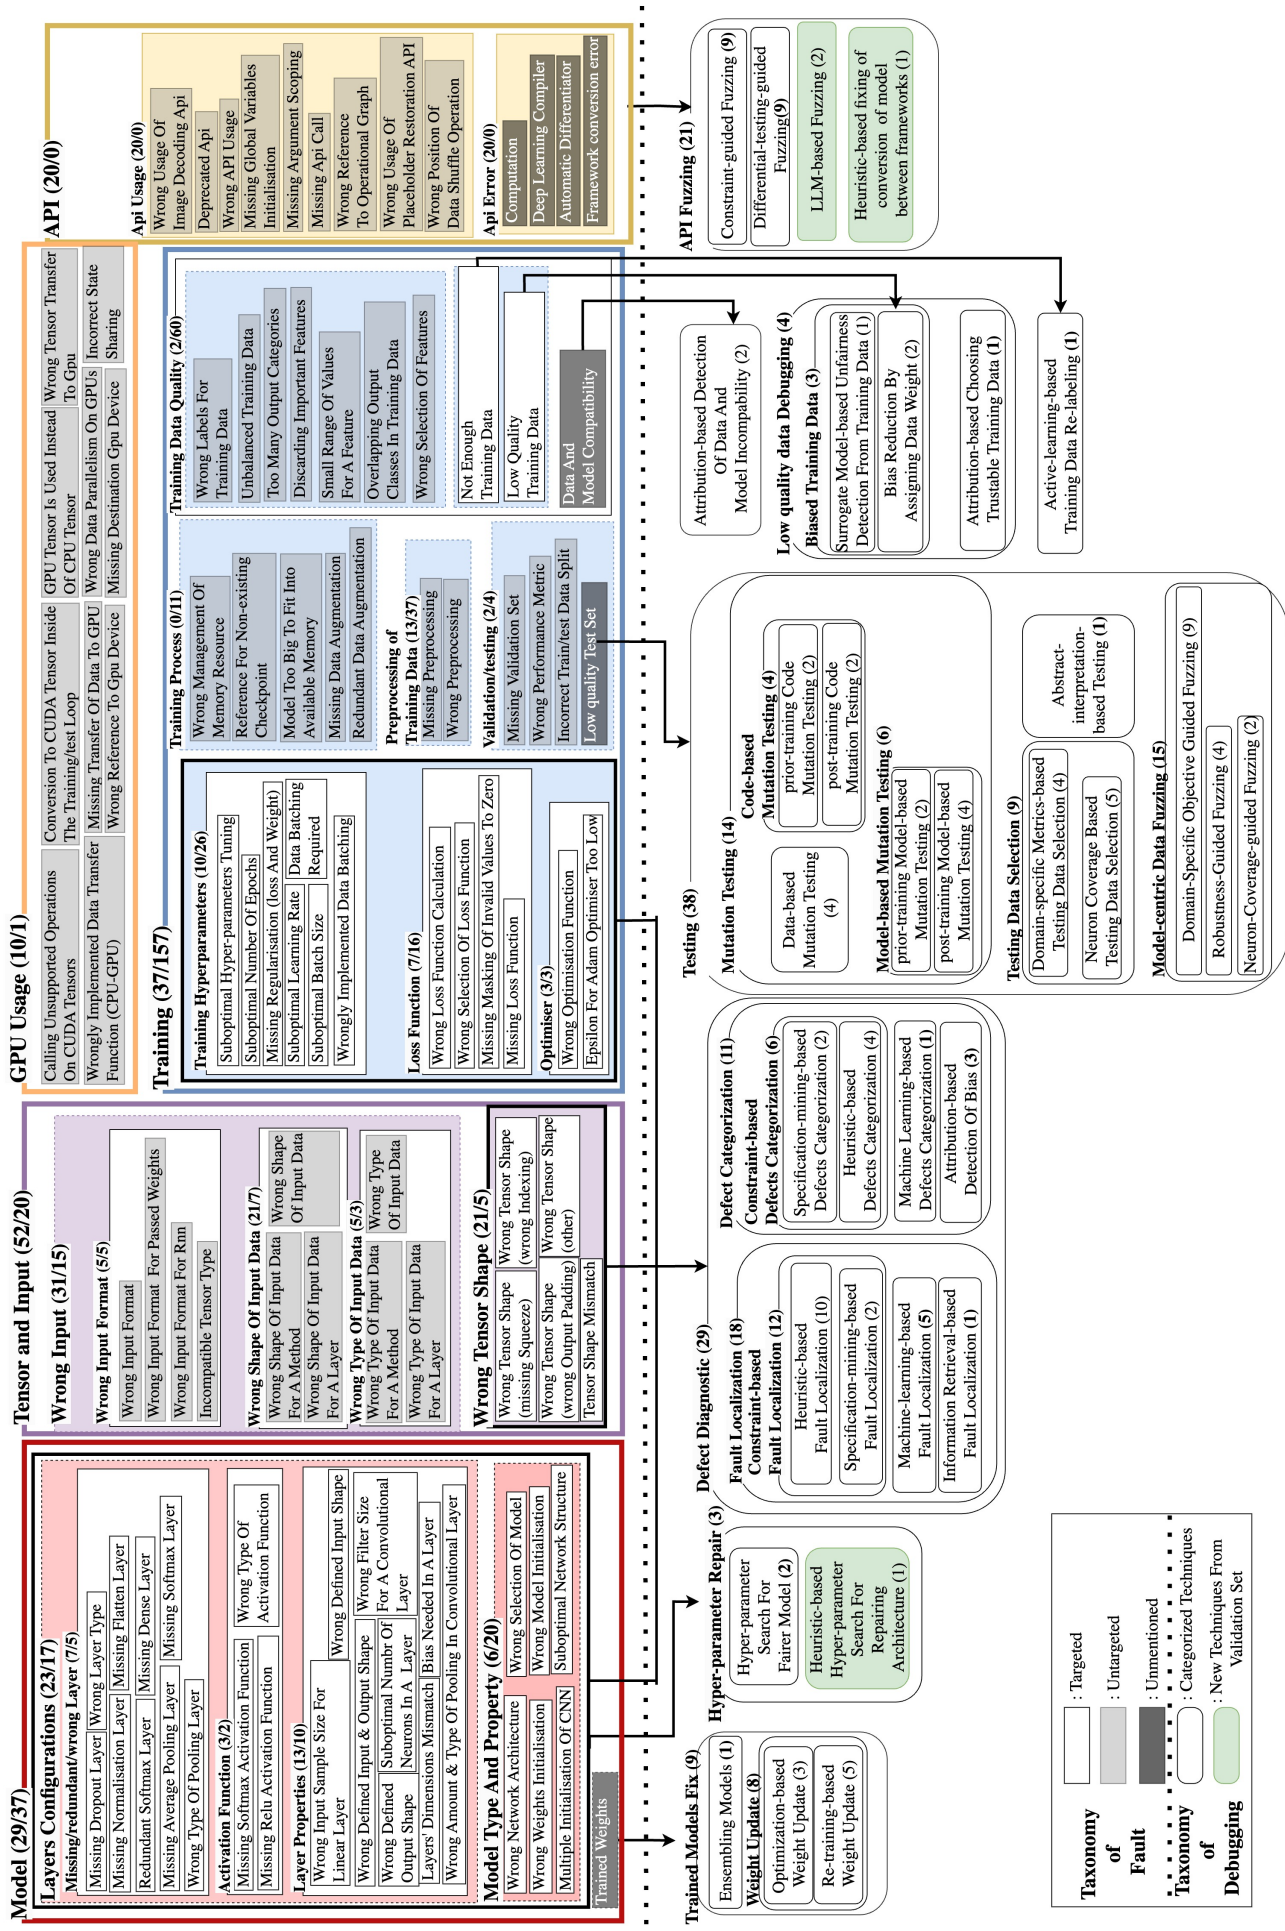 Model (29/37)
Layers Configurations (23/17)
Missing/redundant/wrong Layer (7/5)
Missing Dropout Layer
Wrong Layer Type
Missing Normalisation Layer
Missing Flatten Layer
Redundant Softmax Layer
Missing Dense Layer
Missing Average Pooling Layer
Missing Softmax Layer
Wrong Type Of Pooling Layer
Activation Function (3/2)
Missing Softmax Activation Function
Missing Relu Activation Function
Wrong Type Of
Activation Function
Layer Properties (13/10)
Wrong Input Sample Size For
Linear Layer
Wrong Defined Input Shape
Wrong Defined Input & Output Shape
Wrong Filter Size
For A Convolutional
Layer
Wrong Defined
Output Shape
Suboptimal Numbr Of
Neurons In A Layer
Layers' Dimensions Mismatch
Bias Needed In A Layer
Wrong Amount & Type Of Pooling In Convolutional Layer
Model Type And Property (6/20)
Wrong Network Architecture
Wrong Selection Of Model
Wrong Weights Initialisation
Wrong Model Initialisation
Multiple Initialisation Of CNN
Suboptimal Network Structure
Trained Weights
Tensor and Input (52/20)
Wrong Input (31/15)
Wrong Input Format (5/5)
Wrong Input Format
Wrong Input Format For Passed Weights
Wrong Input Format For Rnn
Incompatible Tensor Type
Wrong Shape Of Input Data (21/7)
Wrong Shape Of Input Data
For A Method
Wrong Shape Of Input Data
For A Layer
Wrong Shape
Of Input Data
Wrong Type Of Input Data (5/3)
Wrong Type Of Input Data
For A Method
Wrong Type Of Input Data
For A Layer
Wrong Type
Of Input Data
Wrong Tensor Shape (21/5)
Wrong Tensor Shape
(missing Squeeze)
Wrong Tensor Shape
(wrong Indexing)
Wrong Tensor Shape
(wrong Output Padding)
Wrong Tensor Shape
(other)
Tensor Shape Mismatch
GPU Usage (10/1)
Calling Unsupported Operations
On CUDA Tensors
Conversion To CUDA Tensor Inside
The Training/test Loop
GPU Tensor Is Used Instead
Of CPU Tensor
Wrong Tensor Transfer
To Gpu
Wrongly Implemented Data Transfer
Function (CPU-GPU)
Missing Transfer Of Data To GPU
Wrong Reference To Gpu Device
Wrong Data Parallelism On GPUs
Missing Destination Gpu Device
Incorrect State
Sharing
Training (37/157)
Training Hyperparameters (10/26)
Suboptimal Hyper-parameters Tuning
Suboptimal Number Of Epochs
Missing Regularisation (loss And Weight)
Suboptimal Learning Rate
Suboptimal Batch Size
Data Batching
Required
Wrongly Implemented Data Batching
Loss Function (7/16)
Wrong Loss Function Calculation
Wrong Selection Of Loss Function
Missing Masking Of Invalid Values To Zero
Missing Loss Function
Optimiser (3/3)
Wrong Optimisation Function
Epsilon For Adam Optimiser Too Low
Training Process (0/11)
Wrong Management Of
Memory Resource
Reference For Non-existing
Checkpoint
Model Too Big To Fit Into
Available Memory
Missing Data Augmentation
Redundant Data Augmentation
Preprocessing of
Training Data (13/37)
Missing Preprocessing
Wrong Preprocessing
Validation/testing (2/4)
Missing Validation Set
Wrong Performance Metric
Incorrect Train/test Data Split
Low quality Test Set
Training Data Quality (2/60)
Wrong Labels For
Training Data
Unbalanced Training Data
Too Many Output Categories
Discarding Important Features
Small Range Of Values
For A Feature
Overlapping Output
Classes In Training Data
Wrong Selection Of Features
Not Enough
Training Data
Low Quality
Training Data
Data And
Model Compatibility
API (20/0)
Api Usage (20/0)
Wrong Usage Of
Image Decoding Api
Deprecated Api
Wrong API Usage
Missing Global Variables
Initialisation
Missing Argument Scoping
Missing Api Call
Wrong Reference
To Operational Graph
Wrong Usage Of
Placeholder Restoration API
Wrong Position Of
Data Shuffle Operation
Api Error (20/0)
Computation
Deep Learning Compiler
Automatic Differentiator
Framework conversion error
Trained Models Fix (9)
Ensembling Models (1)
Weight Update (8)
Optimization-based
Weight Update (3)
Re-training-based
Weight Update (5)
Hyper-parameter Repair (3)
Hyper-parameter
Search For
Fairer Model (2)
Heuristic-based
Hyper-parameter
Search For
Repairing
Architecture (1)
Defect Diagnostic (29)
Fault Localization (18)
Constraint-based
Fault Localization (12)
Heuristic-based
Fault Localization (10)
Specification-mining-based
Fault Localization (2)
Machine-learning-based
Fault Localization (5)
Information Retrieval-based
Fault Localization (1)
Defect Categorization (11)
Constraint-based
Defects Categorization (6)
Specification-mining-based
Defects Categorization (2)
Heuristic-based
Defects Categorization (4)
Machine Learning-based
Defects Categorization (1)
Attribution-based
Detection Of Bias (3)
Testing (38)
Mutation Testing (14)
Data-based
Mutation Testing
(4)
Code-based
Mutation Testing (4)
prior-training Code
Mutation Testing (2)
post-training Code
Mutation Testing (2)
Model-based Mutation Testing (6)
prior-training Model-based
Mutation Testing (2)
post-training Model-based
Mutation Testing (4)
Testing Data Selection (9)
Domain-specific Metrics-based
Testing Data Selection (4)
Neuron Coverage Based
Testing Data Selection (5)
Abstract-
interpretation-
based Testing (1)
Model-centric Data Fuzzing (15)
Domain-Specific Objective Guided Fuzzing (9)
Robustness-Guided Fuzzing (4)
Neuron-Coverage-guided Fuzzing (2)
Attribution-based Detection
Of Data And
Model Incompability (2)
Low quality data Debugging (4)
Biased Training Data (3)
Surrogate Model-based Unfairness
Detection From Training Data (1)
Bias Reduction By
Assigning Data Weight (2)
Attribution-based Choosing
Trustable Training Data (1)
Active-learning-based
Training Data Re-labeling (1)
API Fuzzing (21)
Constraint-guided Fuzzing (9)
Differential-testing-guided
Fuzzing(9)
LLM-based Fuzzing (2)
Heuristic-based fixing of
conversion of model
between frameworks (1)
Taxonomy
of
Fault
: Targeted
: Untargeted
: Unmentioned
Taxonomy
of
Debugging
: Categorized Techniques
: New Techniques From
Validation Set